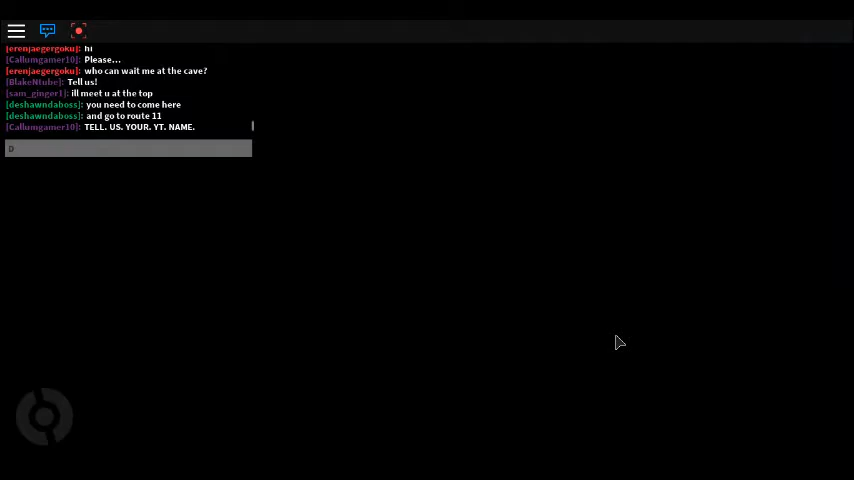 [erenjaegergoku]: hi
[Callumgamer10]: Please...
[erenjaegergoku]: who can wait me at the cave?
[BlakeNtube]: Tell us!
[sam_ginger1]: ill meet u at the top
[deshawndaboss]: you need to come here
[deshawndaboss]: and go to route 11
[Callumgamer10]: TELL. US. YOUR. YT. NAME.
D